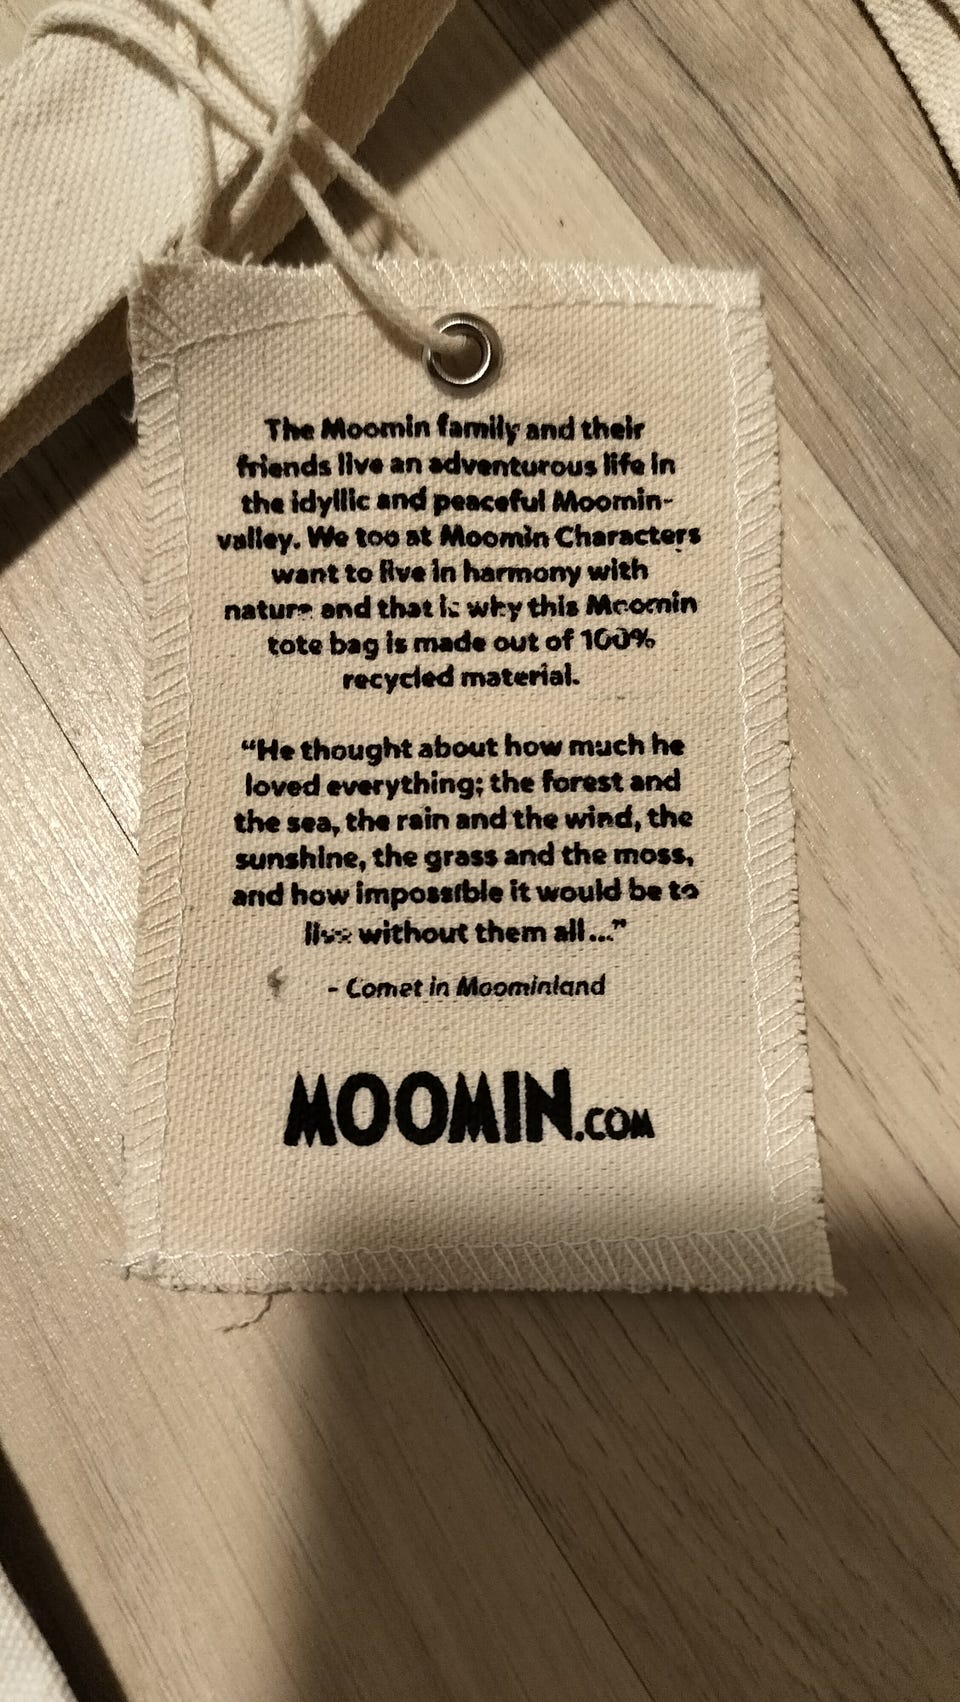 The Moomin family and their
friends live an adventurous life in
the idyllic and peaceful Moomin-
valley. We too at Moomin Characters
want to live in harmony with
nature and that is why this Moomin
tote bag is made out of 100%
recycled material.
“He thought about how much he
loved everything; the forest and
the sea, the rain and the wind, the
sunshine, the grass and the moss,
and how impossible it would be to
live without them all...”
- Comet in Moominland
MOOMIN.COM